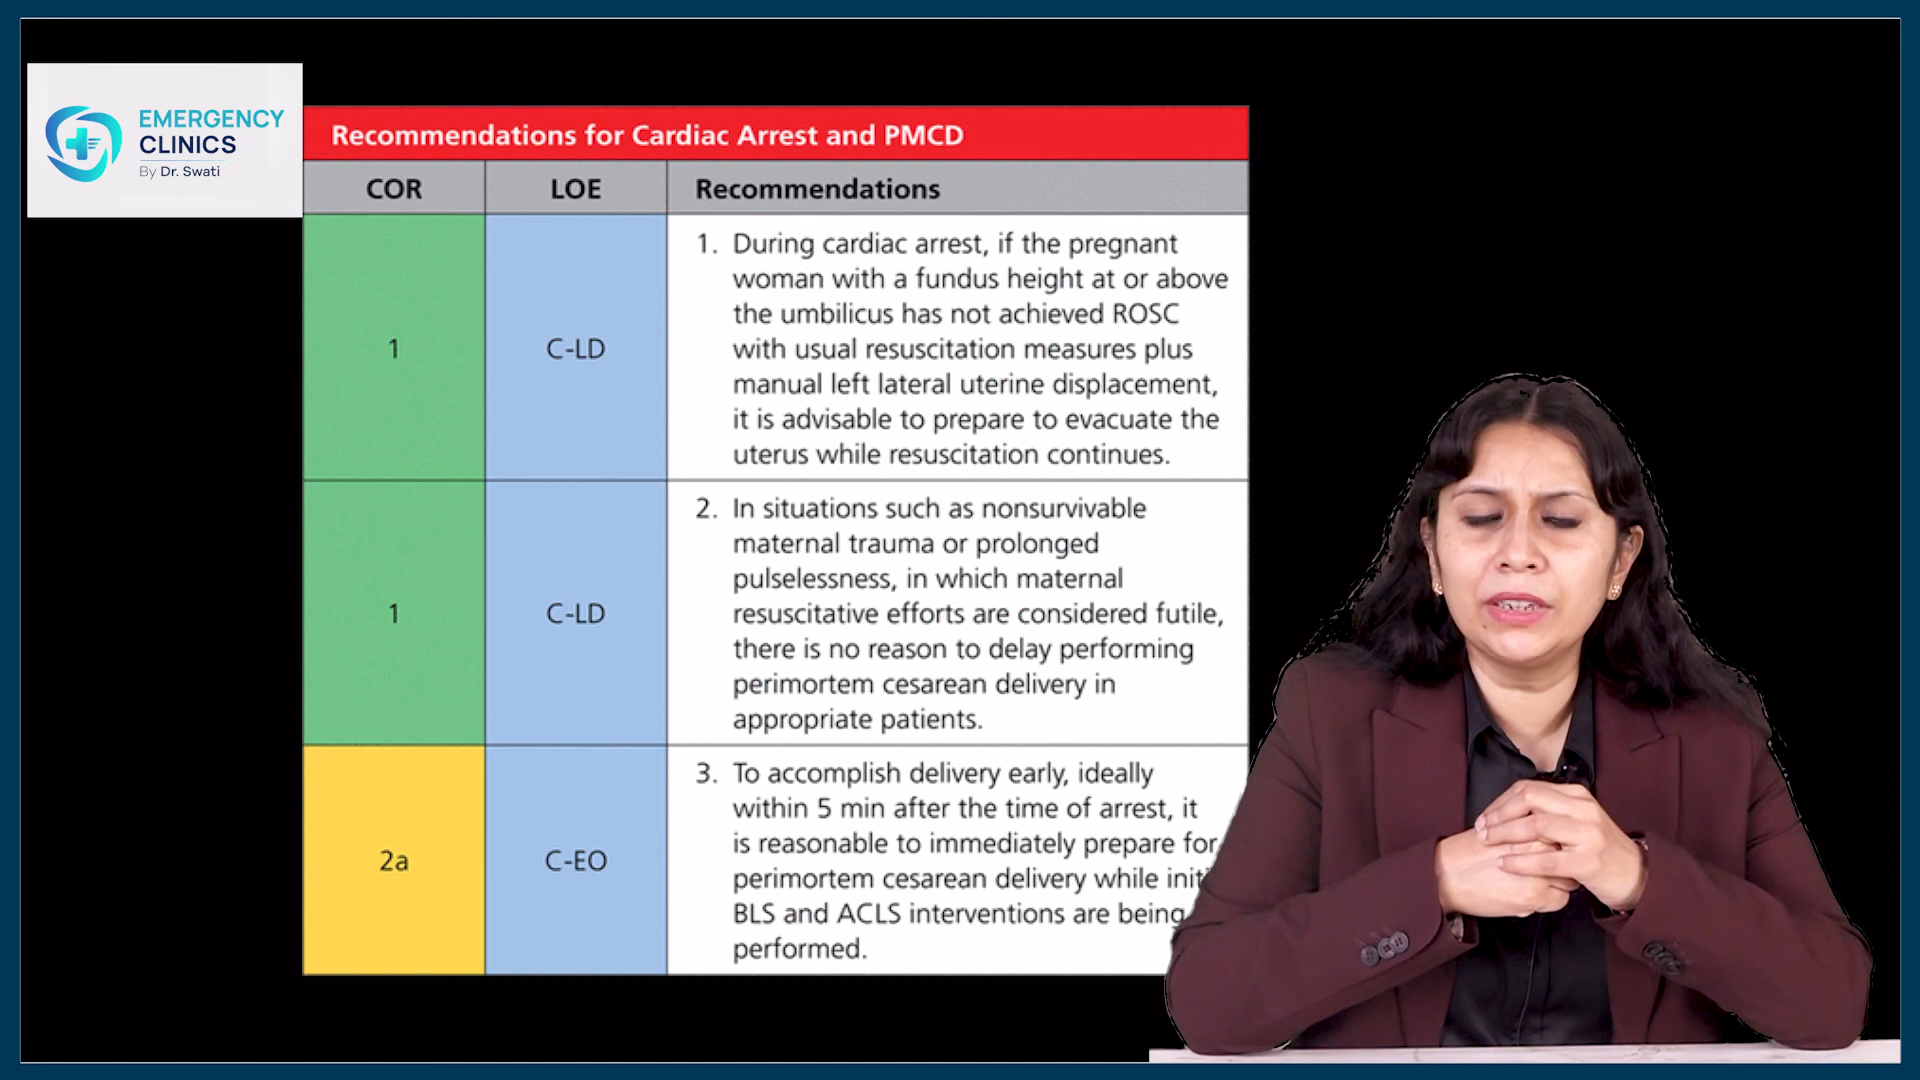 EMERGENCY
CLINICS
By Dr. Swati
Recommendations for Cardiac Arrest and PMCD
COR LOE Recommendations
1 C-LD
1. During cardiac arrest, if the pregnant
woman with a fundus height at or above
the umbilicus has not achieved ROSC
with usual resuscitation measures plus
manual left lateral uterine displacement,
it is advisable to prepare to evacuate the
uterus while resuscitation continues.
1 C-LD
2. In situations such as nonsurvivable
maternal trauma or prolonged
pulselessness, in which maternal
resuscitative efforts are considered futile,
there is no reason to delay performing
perimortem cesarean delivery in
appropriate patients.
2a C-EO
3. To accomplish delivery early, ideally
within 5 min after the time of arrest, it
is reasonable to immediately prepare for
perimortem cesarean delivery while
BLS and ACLS interventions are being
performed.